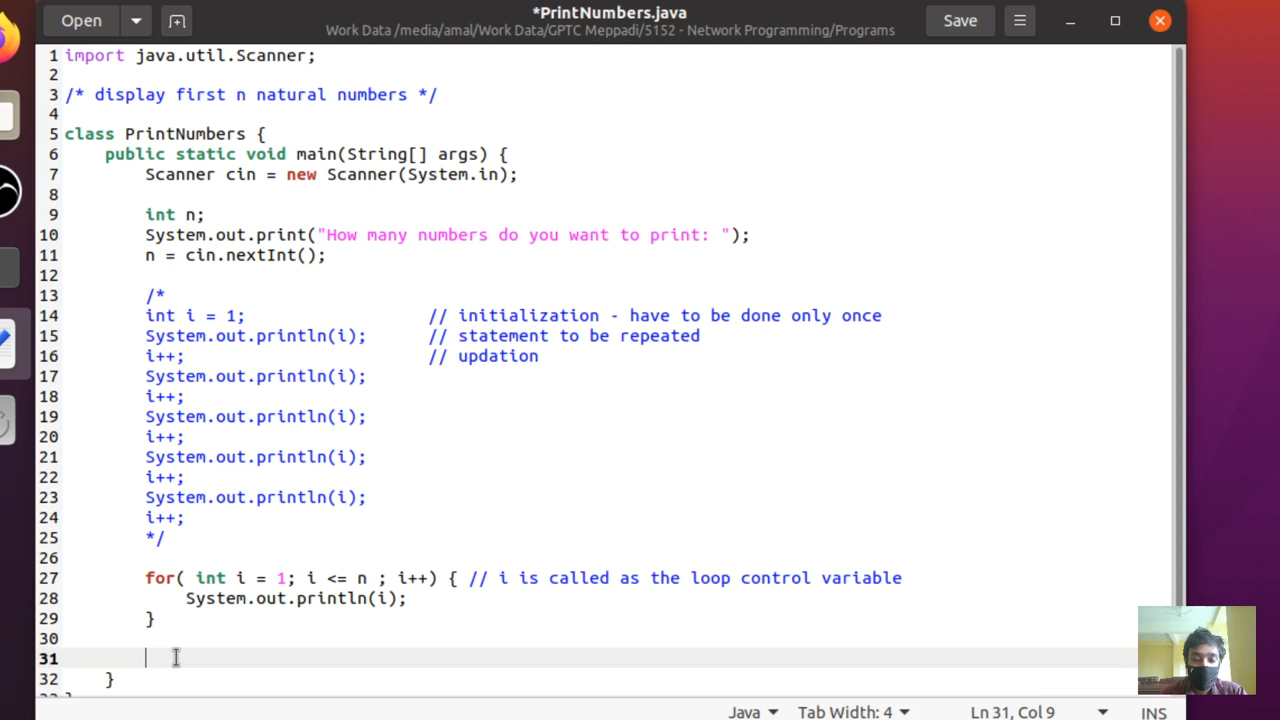 Open
*PrintNumbers.java
Work Data /media/amal/Work Data/GPTC Meppadi/5152 - Network Programming/Programs
Save
1 import java.util.Scanner;
2
3 /* display first n natural numbers */
4
5 class PrintNumbers {
6 public static void main(String[] args) {
7 Scanner cin = new Scanner(System.in);
8
9 int n;
10 System.out.print("How many numbers do you want to print: ");
11 n = cin.nextInt();
12
13 /*
14 int i = 1; // initialization - have to be done only once
15 System.out.println(i); // statement to be repeated
16 i++; // updation
17 System.out.println(i);
18 i++;
19 System.out.println(i);
20 i++;
21 System.out.println(i);
22 i++;
23 System.out.println(i);
24 i++;
25 */
26
27 for( int i = 1; i <= n ; i++) { // i is called as the loop control variable
28 System.out.println(i);
29 }
30
31
32 }
Java Tab Width: 4 Ln 31, Col 9 INS